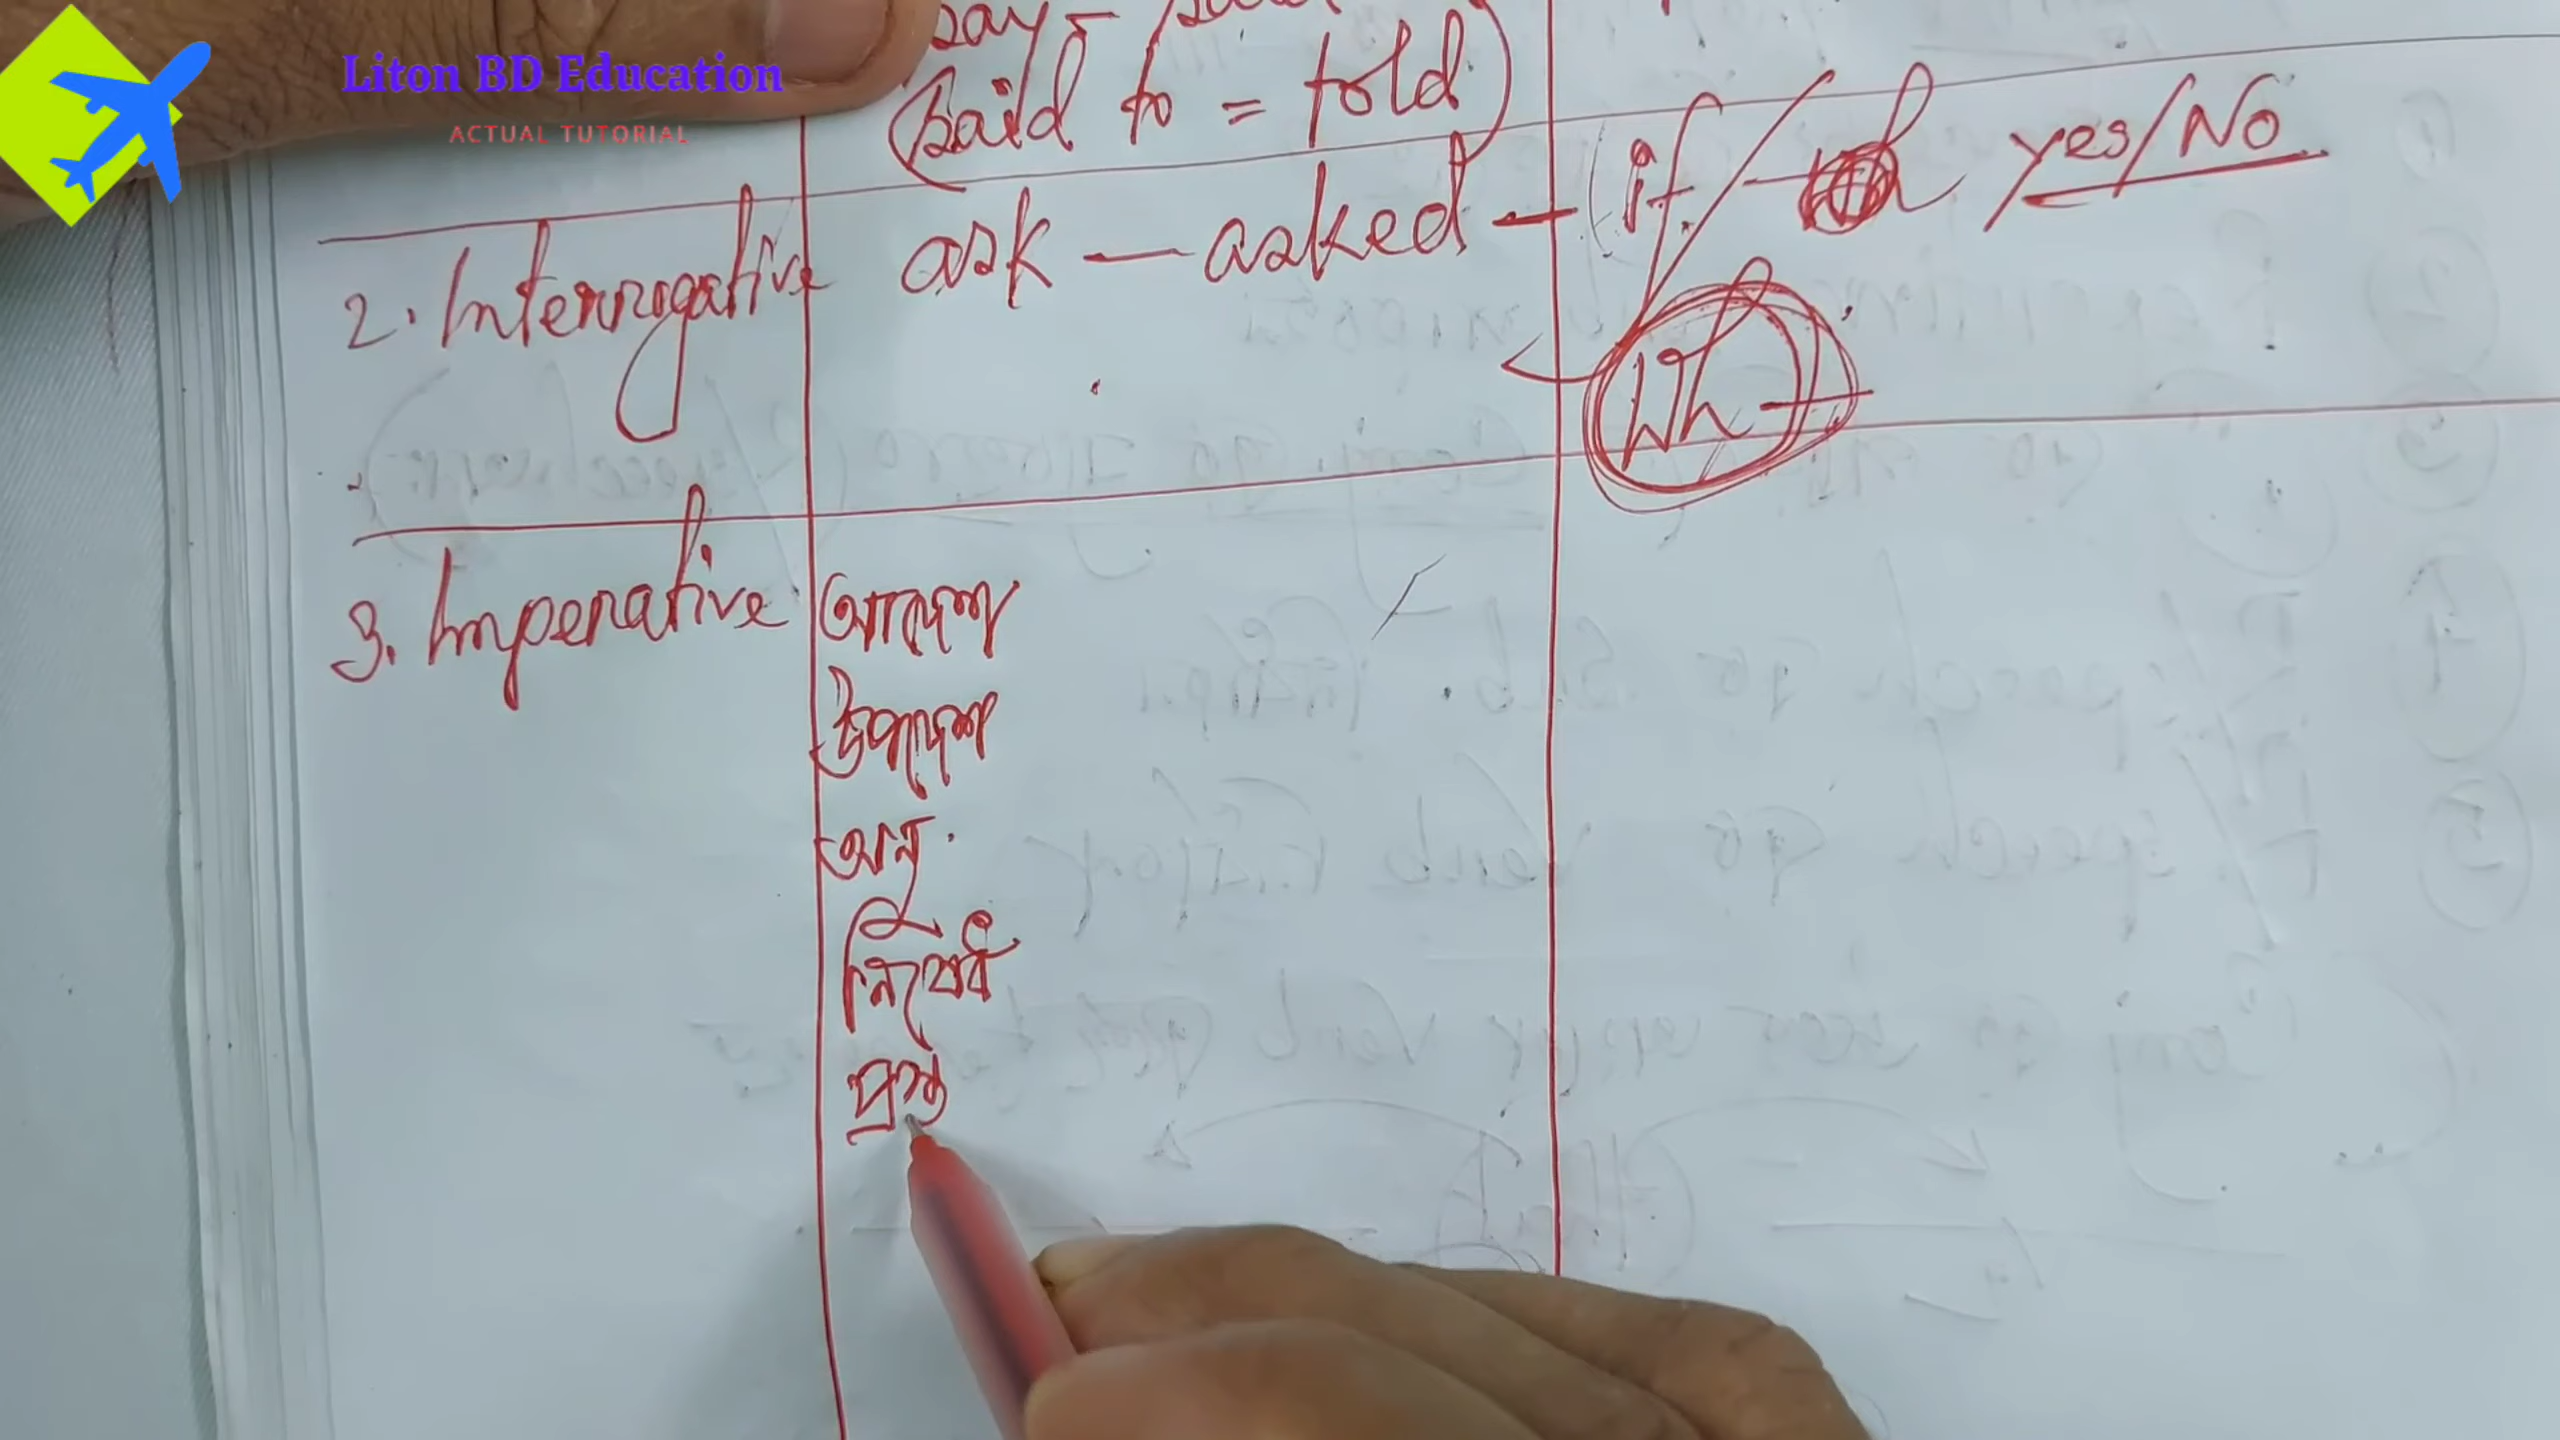 Liton BD Education
ACTUAL TUTORIAL
say -
(said to = told)
2. Interrogative ask — asked — if / yes/No
Wh —
3. Imperative আদেশ
উপদেশ
অনু.
নিষেধ
প্রস্ত